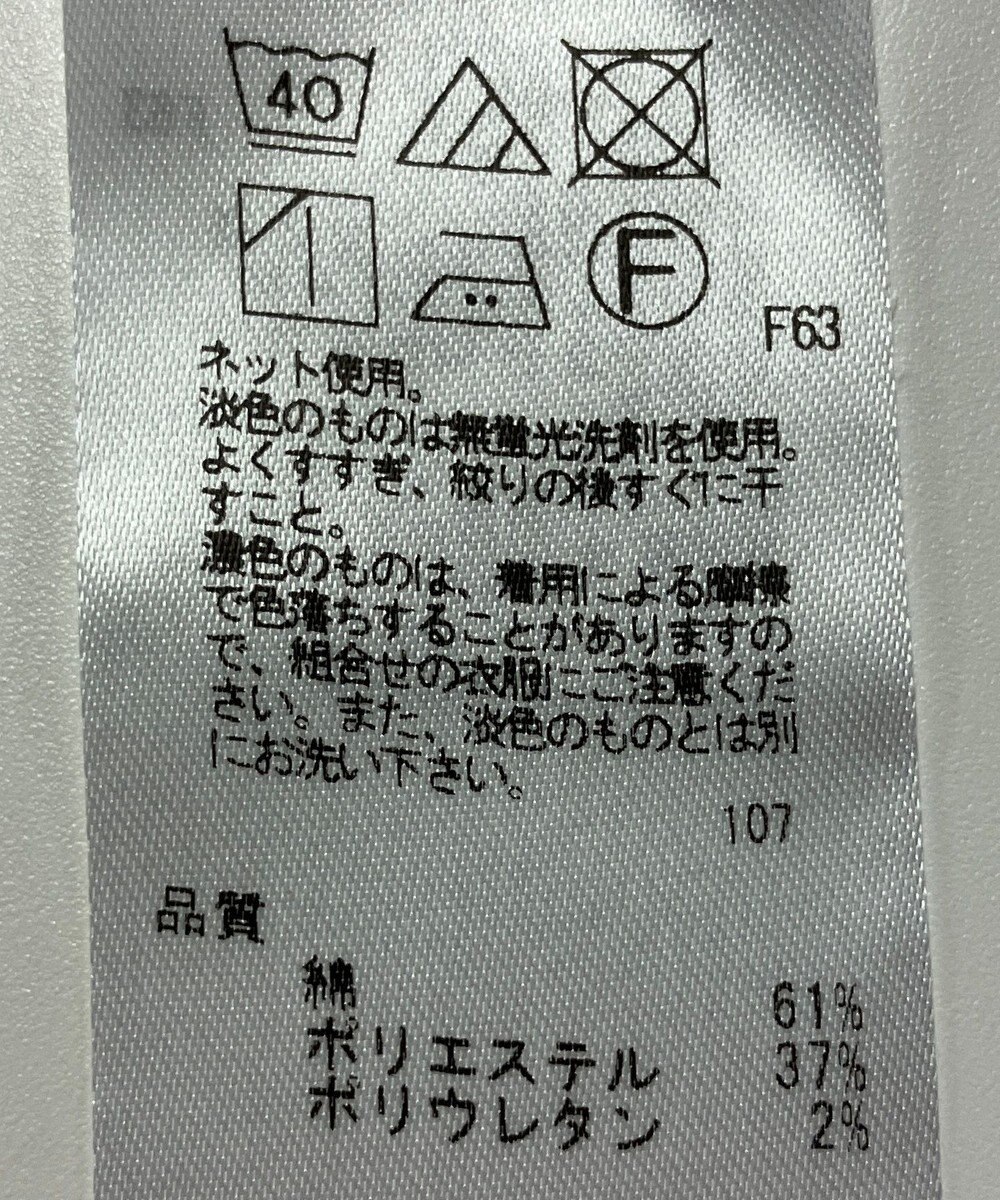 40
F
F63
ネット使用。
淡色のものは無蛍光洗剤を使用。
よくすすぎ、絞りの後すぐに干
すこと。
濃色のものは、着用による摩擦
で色落ちすることがありますの
で、組合せの衣服にご注意くだ
さい。また、淡色のものとは別
にお洗い下さい。
107
品質
綿 61%
ポリエステル 37%
ポリウレタン 2%